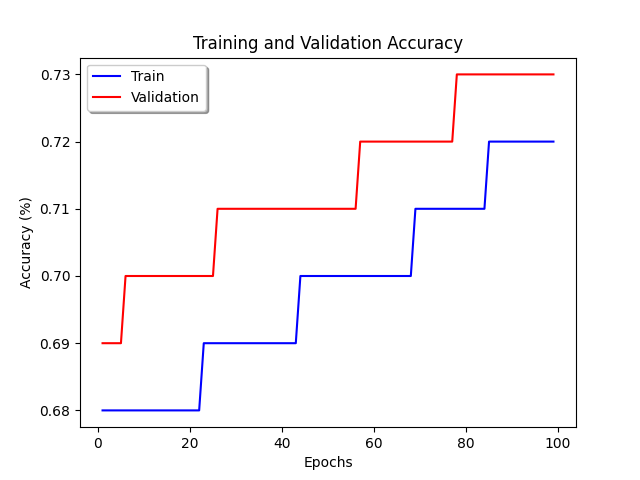 Training and Validation Accuracy
Train
Validation
Accuracy (%)
0.73
0.72
0.71
0.70
0.69
0.68
0 20 40 60 80 100
Epochs